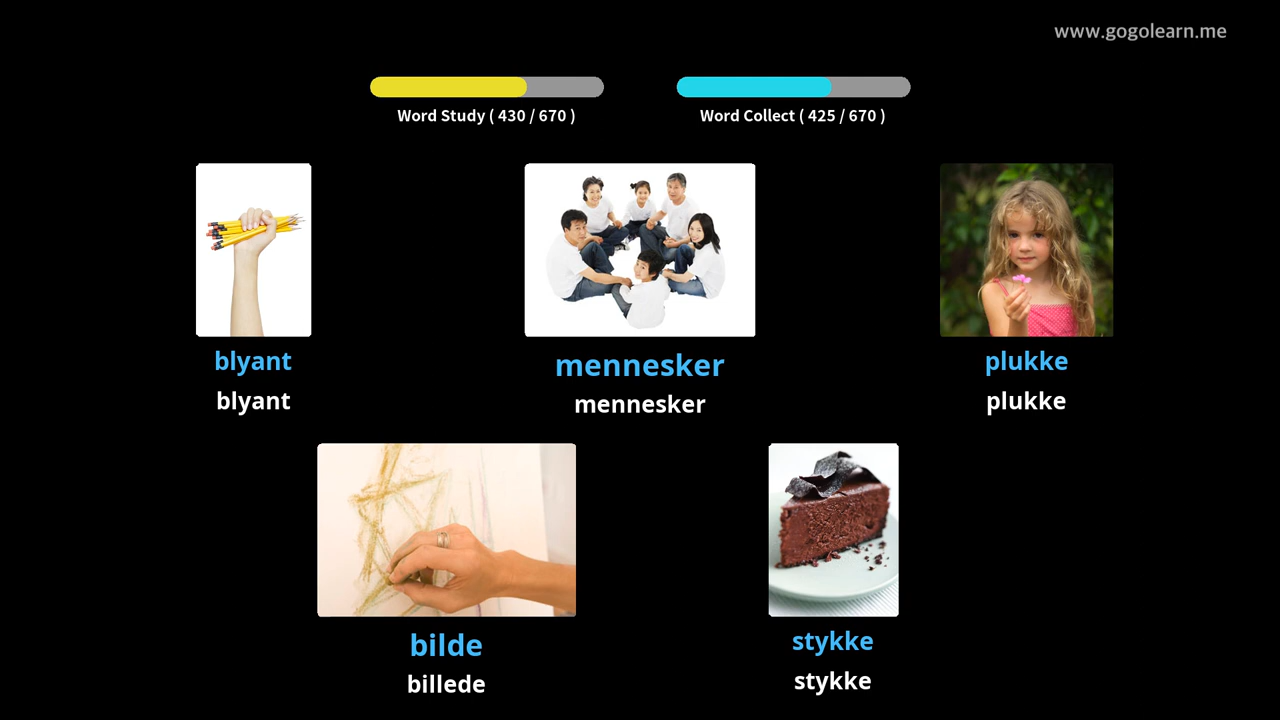 www.gogolearn.me
Word Study ( 430 / 670 )
Word Collect ( 425 / 670 )
blyant
blyant
mennesker
mennesker
plukke
plukke
bilde
billede
stykke
stykke